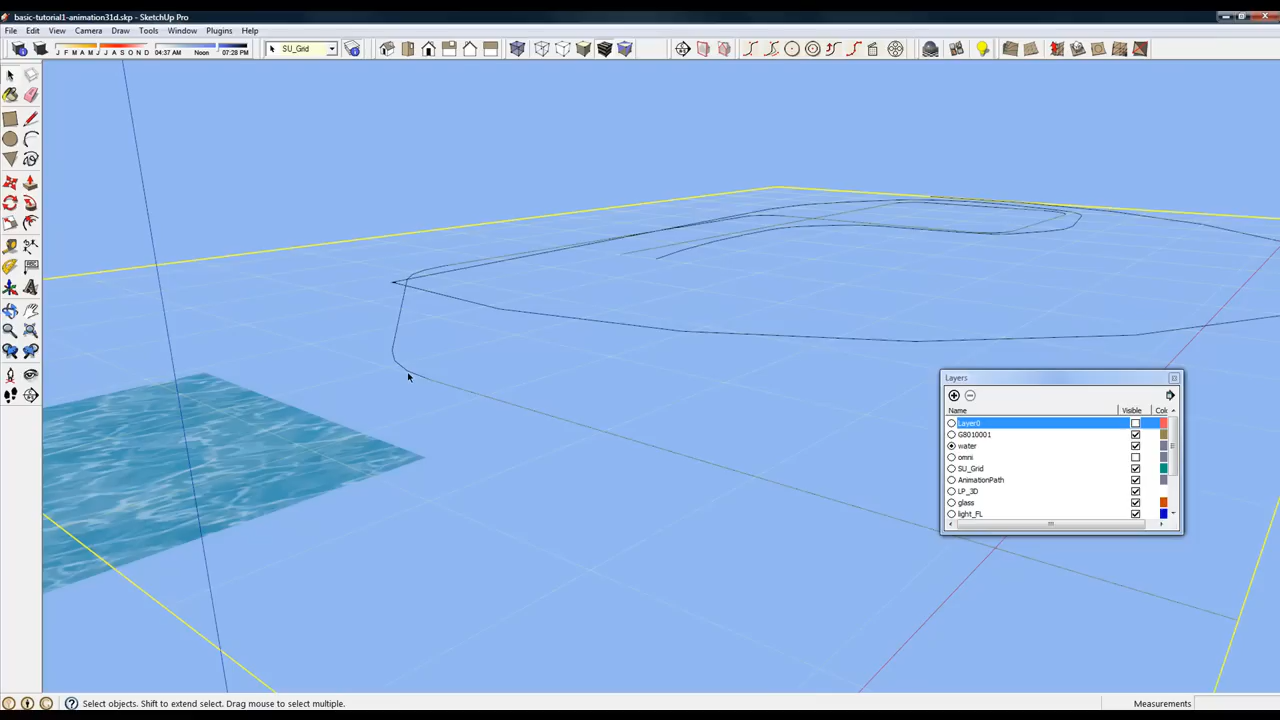 basic-tutorial1-animation31d.skp - SketchUp Pro
File Edit View Camera Draw Tools Window Plugins Help
J F M A M J J A S O N D 04:37 AM Noon 07:28 PM SU_Grid
Layers
Name Visible Col
Layer0
G8010001
water
omni
SU_Grid
AnimationPath
LP_3D
glass
light_FL
Select objects. Shift to extend select. Drag mouse to select multiple. Measurements